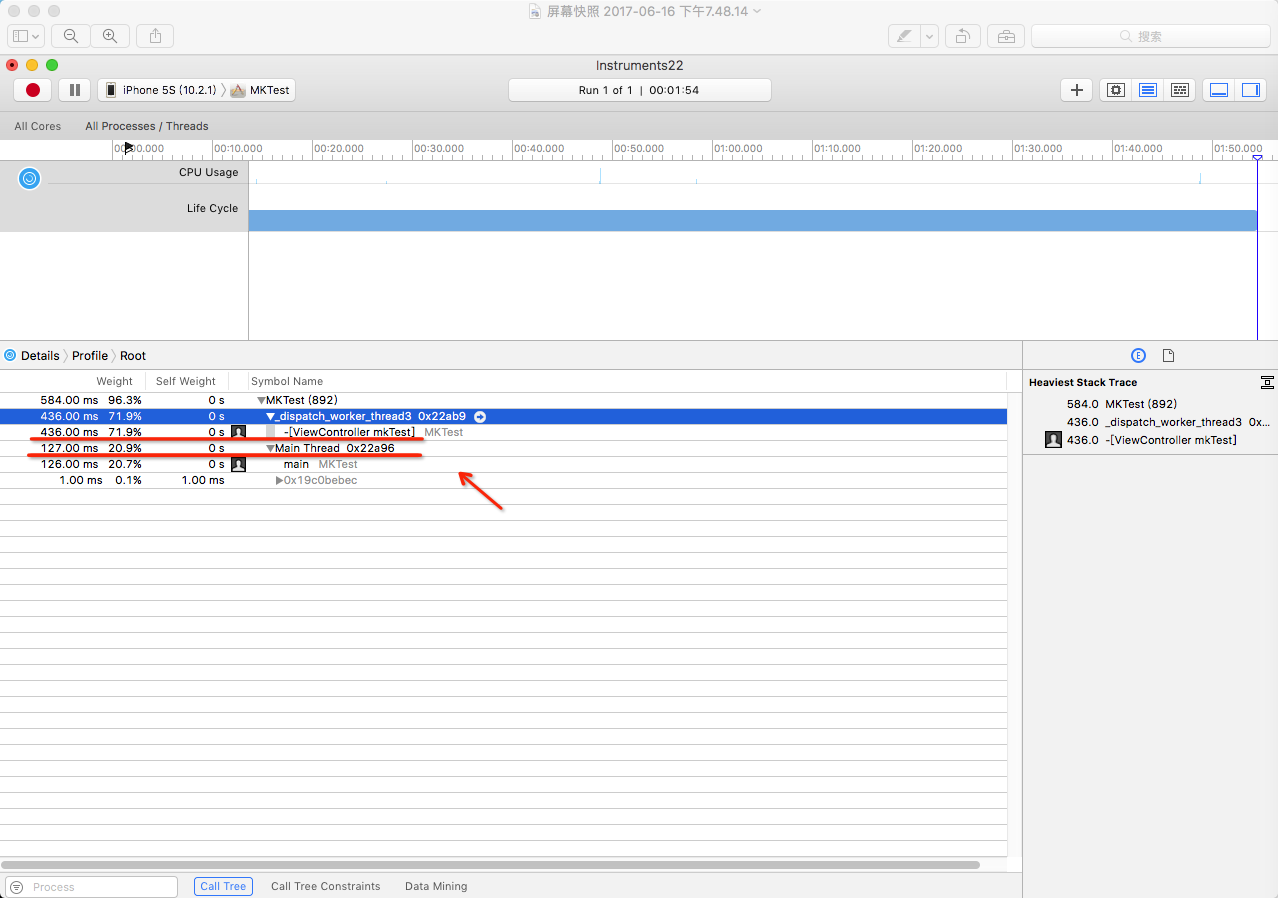 屏幕快照 2017-06-16 下午7.48.14
搜索
Instruments22
iPhone 5S (10.2.1) MKTest
Run 1 of 1 | 00:01:54
All Cores All Processes / Threads
00:00.000 00:10.000 00:20.000 00:30.000 00:40.000 00:50.000 01:00.000 01:10.000 01:20.000 01:30.000 01:40.000 01:50.000
CPU Usage
Life Cycle
Details Profile Root
E
Weight Self Weight Symbol Name
584.00 ms 96.3% 0 s MKTest (892)
436.00 ms 71.9% 0 s _dispatch_worker_thread3 0x22ab9
436.00 ms 71.9% 0 s -[ViewController mkTest] MKTest
127.00 ms 20.9% 0 s Main Thread 0x22a96
126.00 ms 20.7% 0 s main MKTest
1.00 ms 0.1% 1.00 ms 0x19c0bebec
Heaviest Stack Trace
584.0 MKTest (892)
436.0 _dispatch_worker_thread3 0x...
436.0 -[ViewController mkTest]
Process Call Tree Call Tree Constraints Data Mining